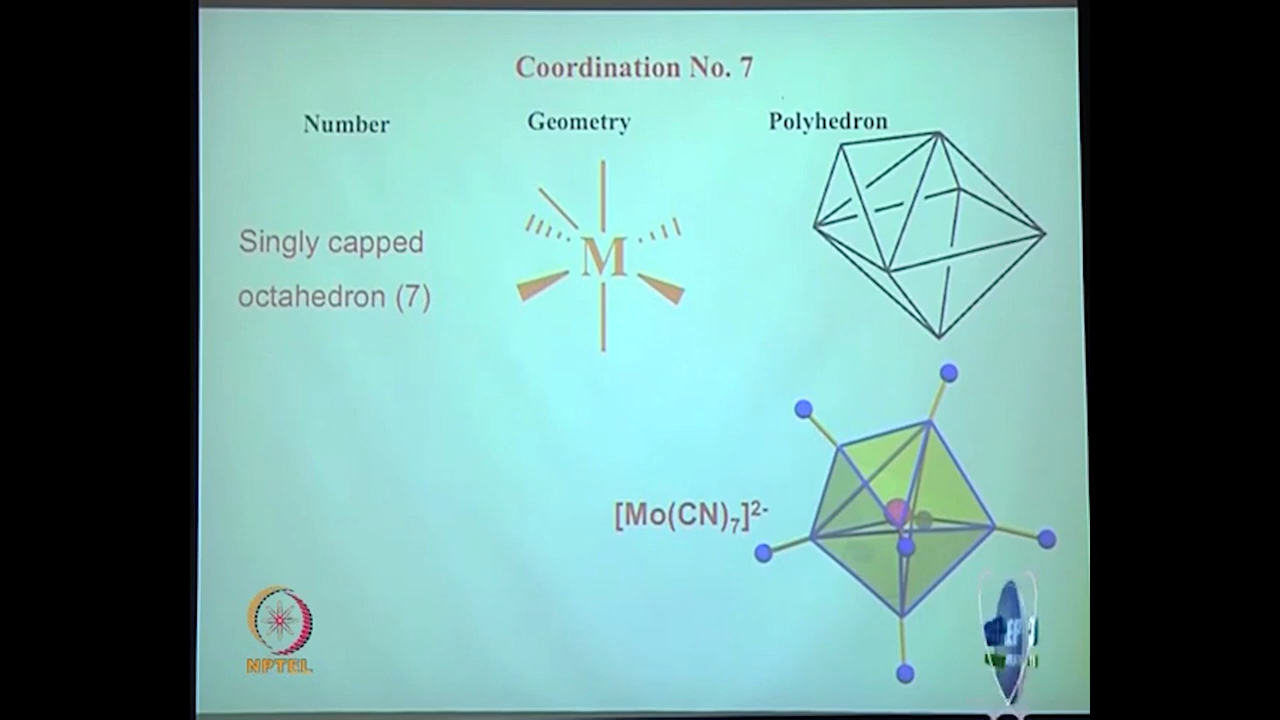 Coordination No. 7
Number Geometry Polyhedron
Singly capped
octahedron (7)
M
[Mo(CN)₇]²⁻
NPTEL